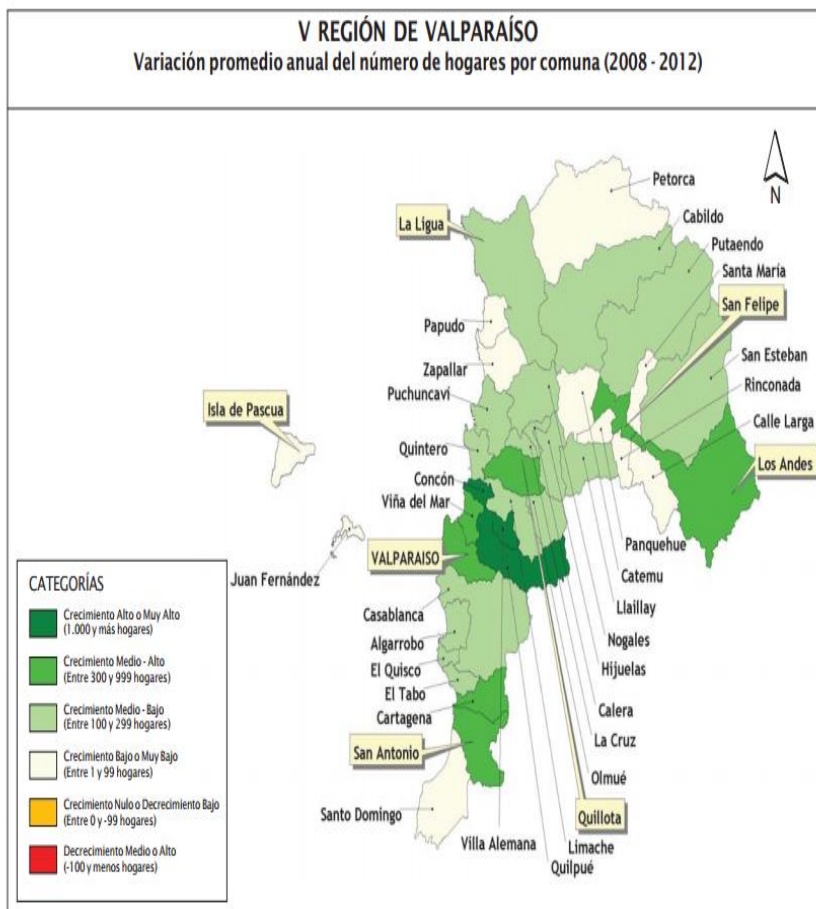 V REGIÓN DE VALPARAÍSO
Variación promedio anual del número de hogares por comuna (2008 - 2012)
N
Petorca
Cabildo
La Lígua
Putaendo
Santa María
San Felipe
Papudo
San Esteban
Zapallar
Rinconada
Puchuncaví
Calle Larga
Isla de Pascua
Quintero
Los Andes
Concón
Viña del Mar
Panquehue
VALPARAISO
Catemu
Juan Fernández
Llaillay
Casablanca
Nogales
Algarrobo
Hijuelas
El Quisco
El Tabo
Calera
Cartagena
La Cruz
San Antonio
Olmué
Santo Domingo
Quillota
Villa Alemana
Limache
Quilpué
CATEGORÍAS
Crecimiento Alto o Muy Alto
(1.000 y más hogares)
Crecimiento Medio - Alto
(Entre 300 y 999 hogares)
Crecimiento Medio - Bajo
(Entre 100 y 299 hogares)
Crecimiento Bajo o Muy Bajo
(Entre 1 y 99 hogares)
Crecimiento Nulo o Decrecimiento Bajo
(Entre 0 y -99 hogares)
Decrecimiento Medio o Alto
(-100 y menos hogares)